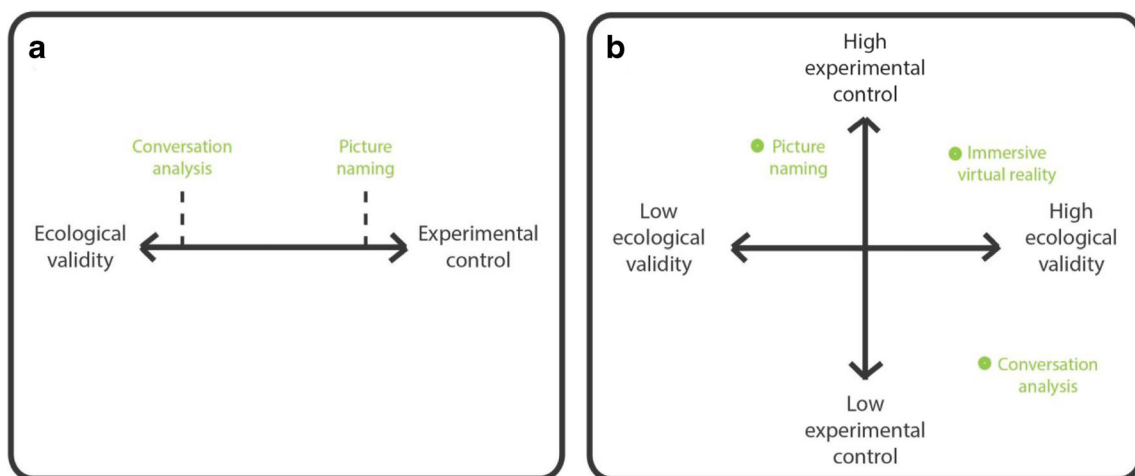 a
Conversation
analysis
Picture
naming
Ecological
validity
Experimental
control
b
High
experimental
control
Picture
naming
Immersive
virtual reality
Low
ecological
validity
High
ecological
validity
Conversation
analysis
Low
experimental
control